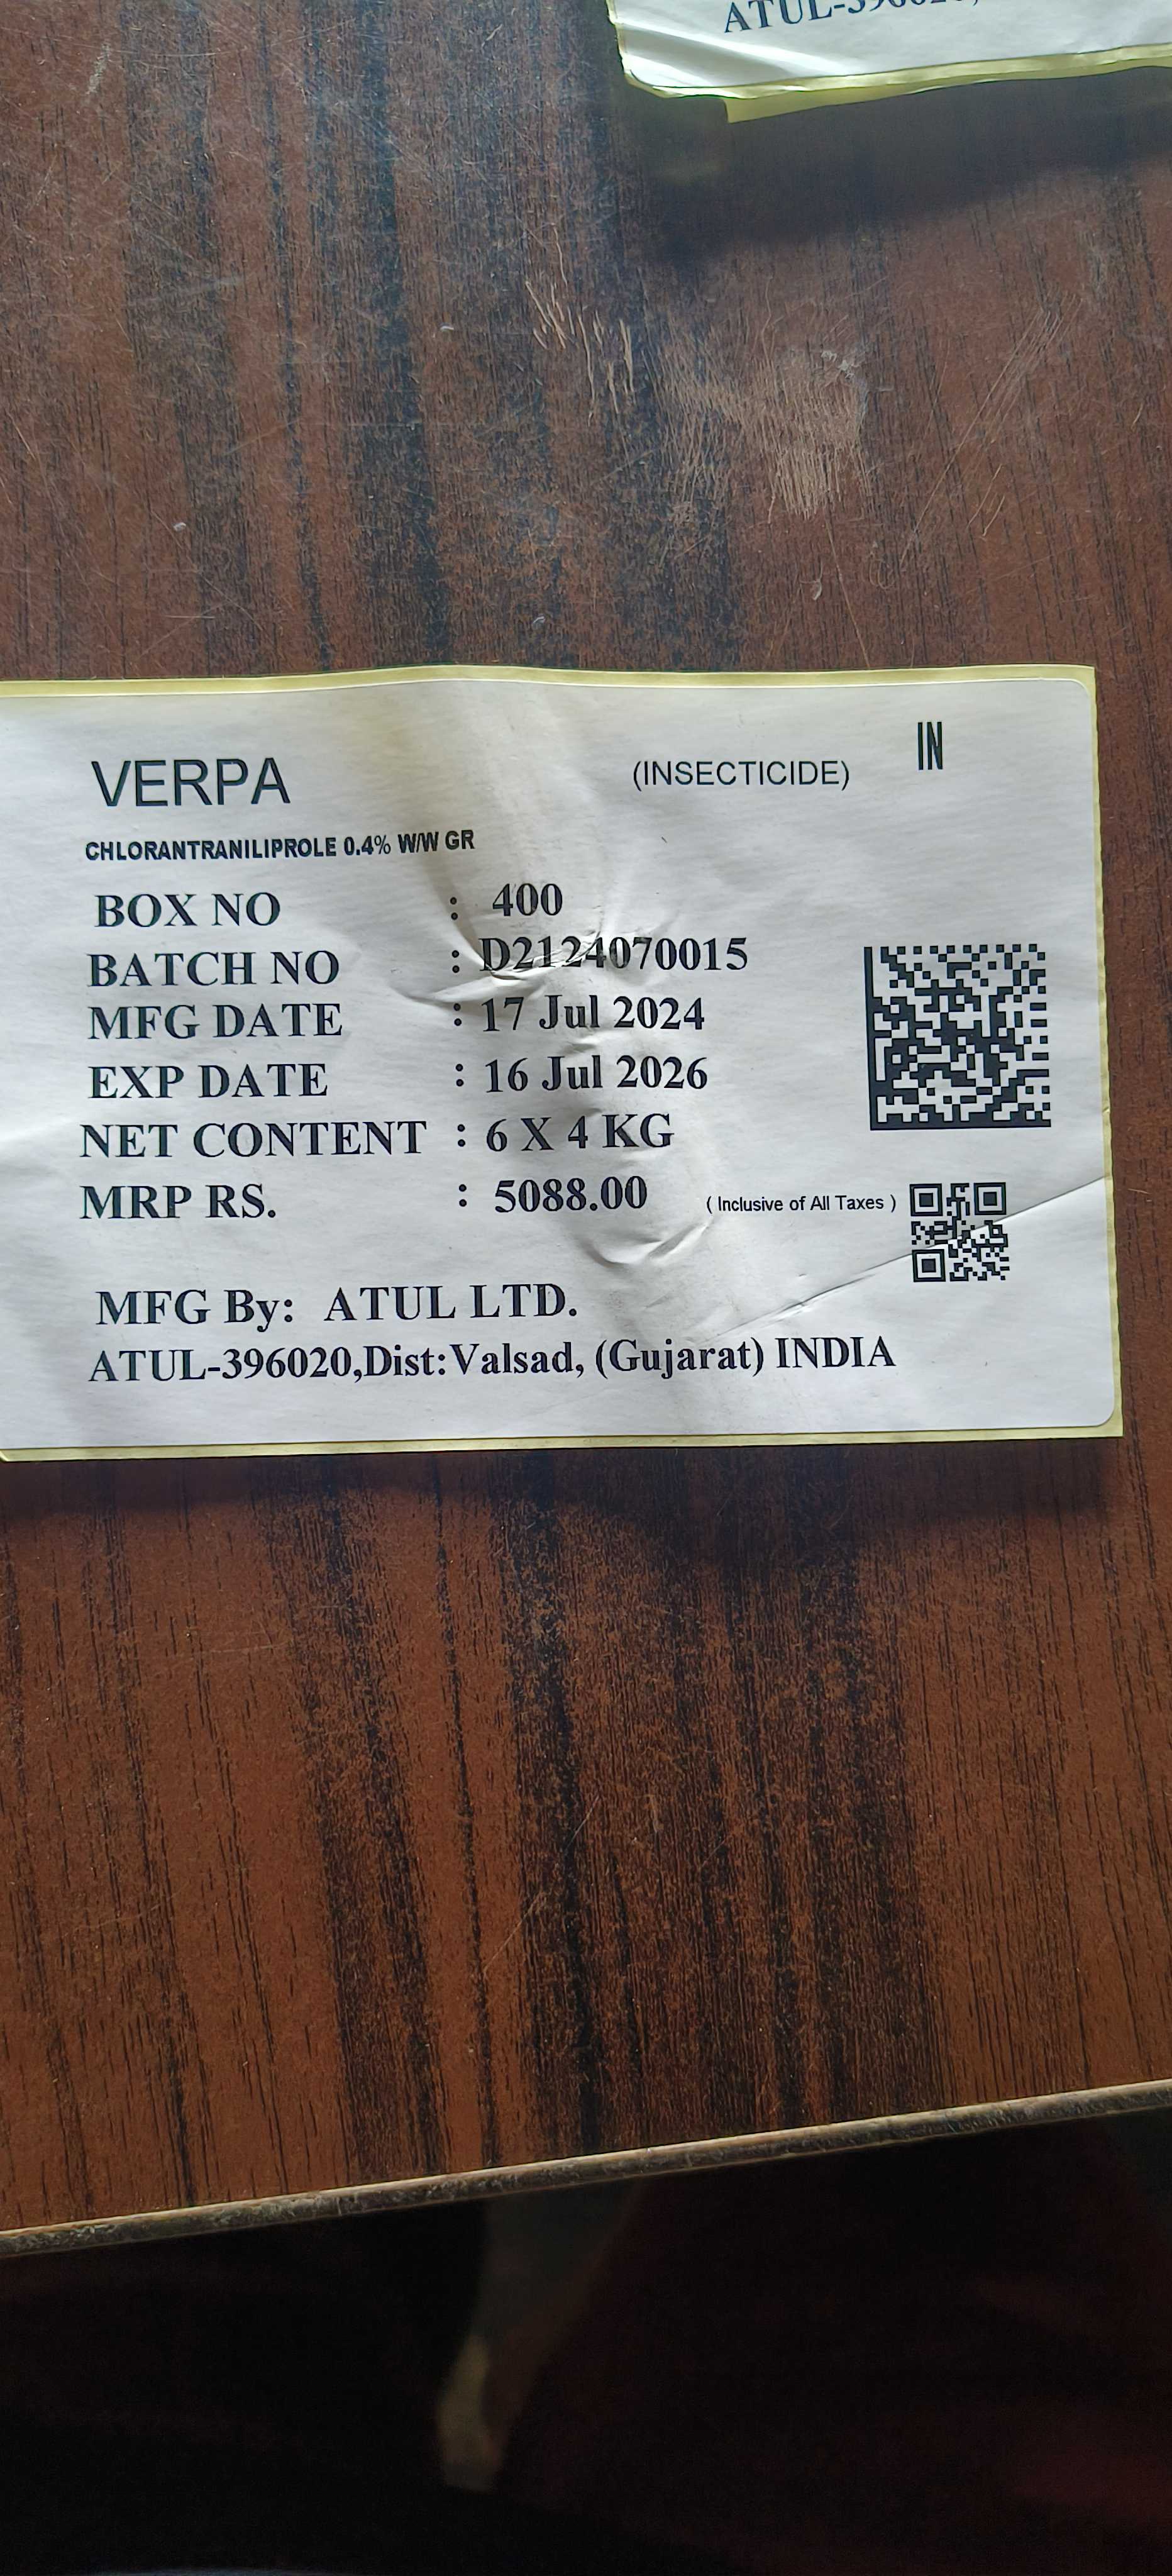 ATUL-396020,
VERPA (INSECTICIDE) IN
CHLORANTRANILIPROLE 0.4% W/W GR
BOX NO : 400
BATCH NO : D2124070015
MFG DATE : 17 Jul 2024
EXP DATE : 16 Jul 2026
NET CONTENT : 6 X 4 KG
MRP RS. : 5088.00 ( Inclusive of All Taxes )
MFG By: ATUL LTD.
ATUL-396020,Dist:Valsad, (Gujarat) INDIA